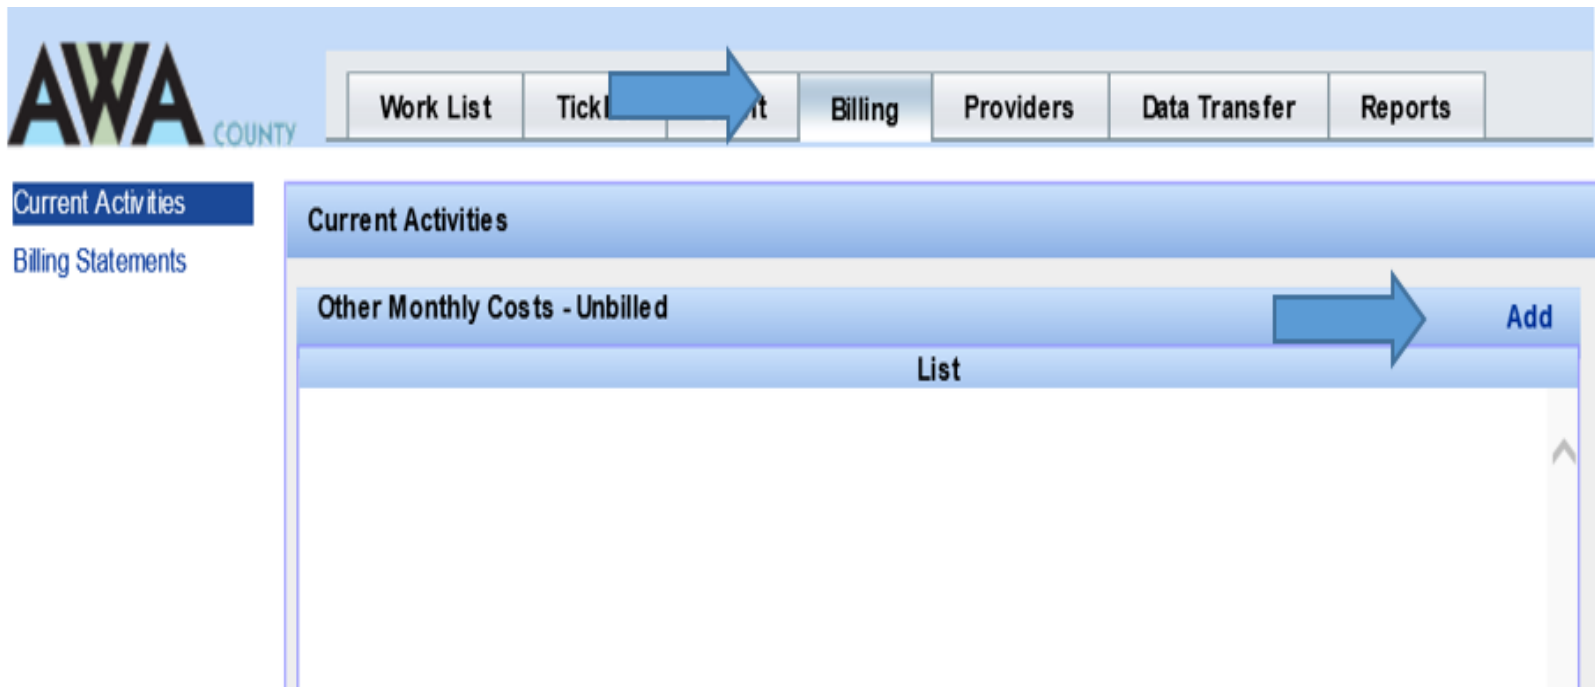 AWA COUNTY
Work List Billing Providers Data Transfer Reports
Current Activities
Billing Statements
Current Activities
Other Monthly Costs - Unbilled Add
List